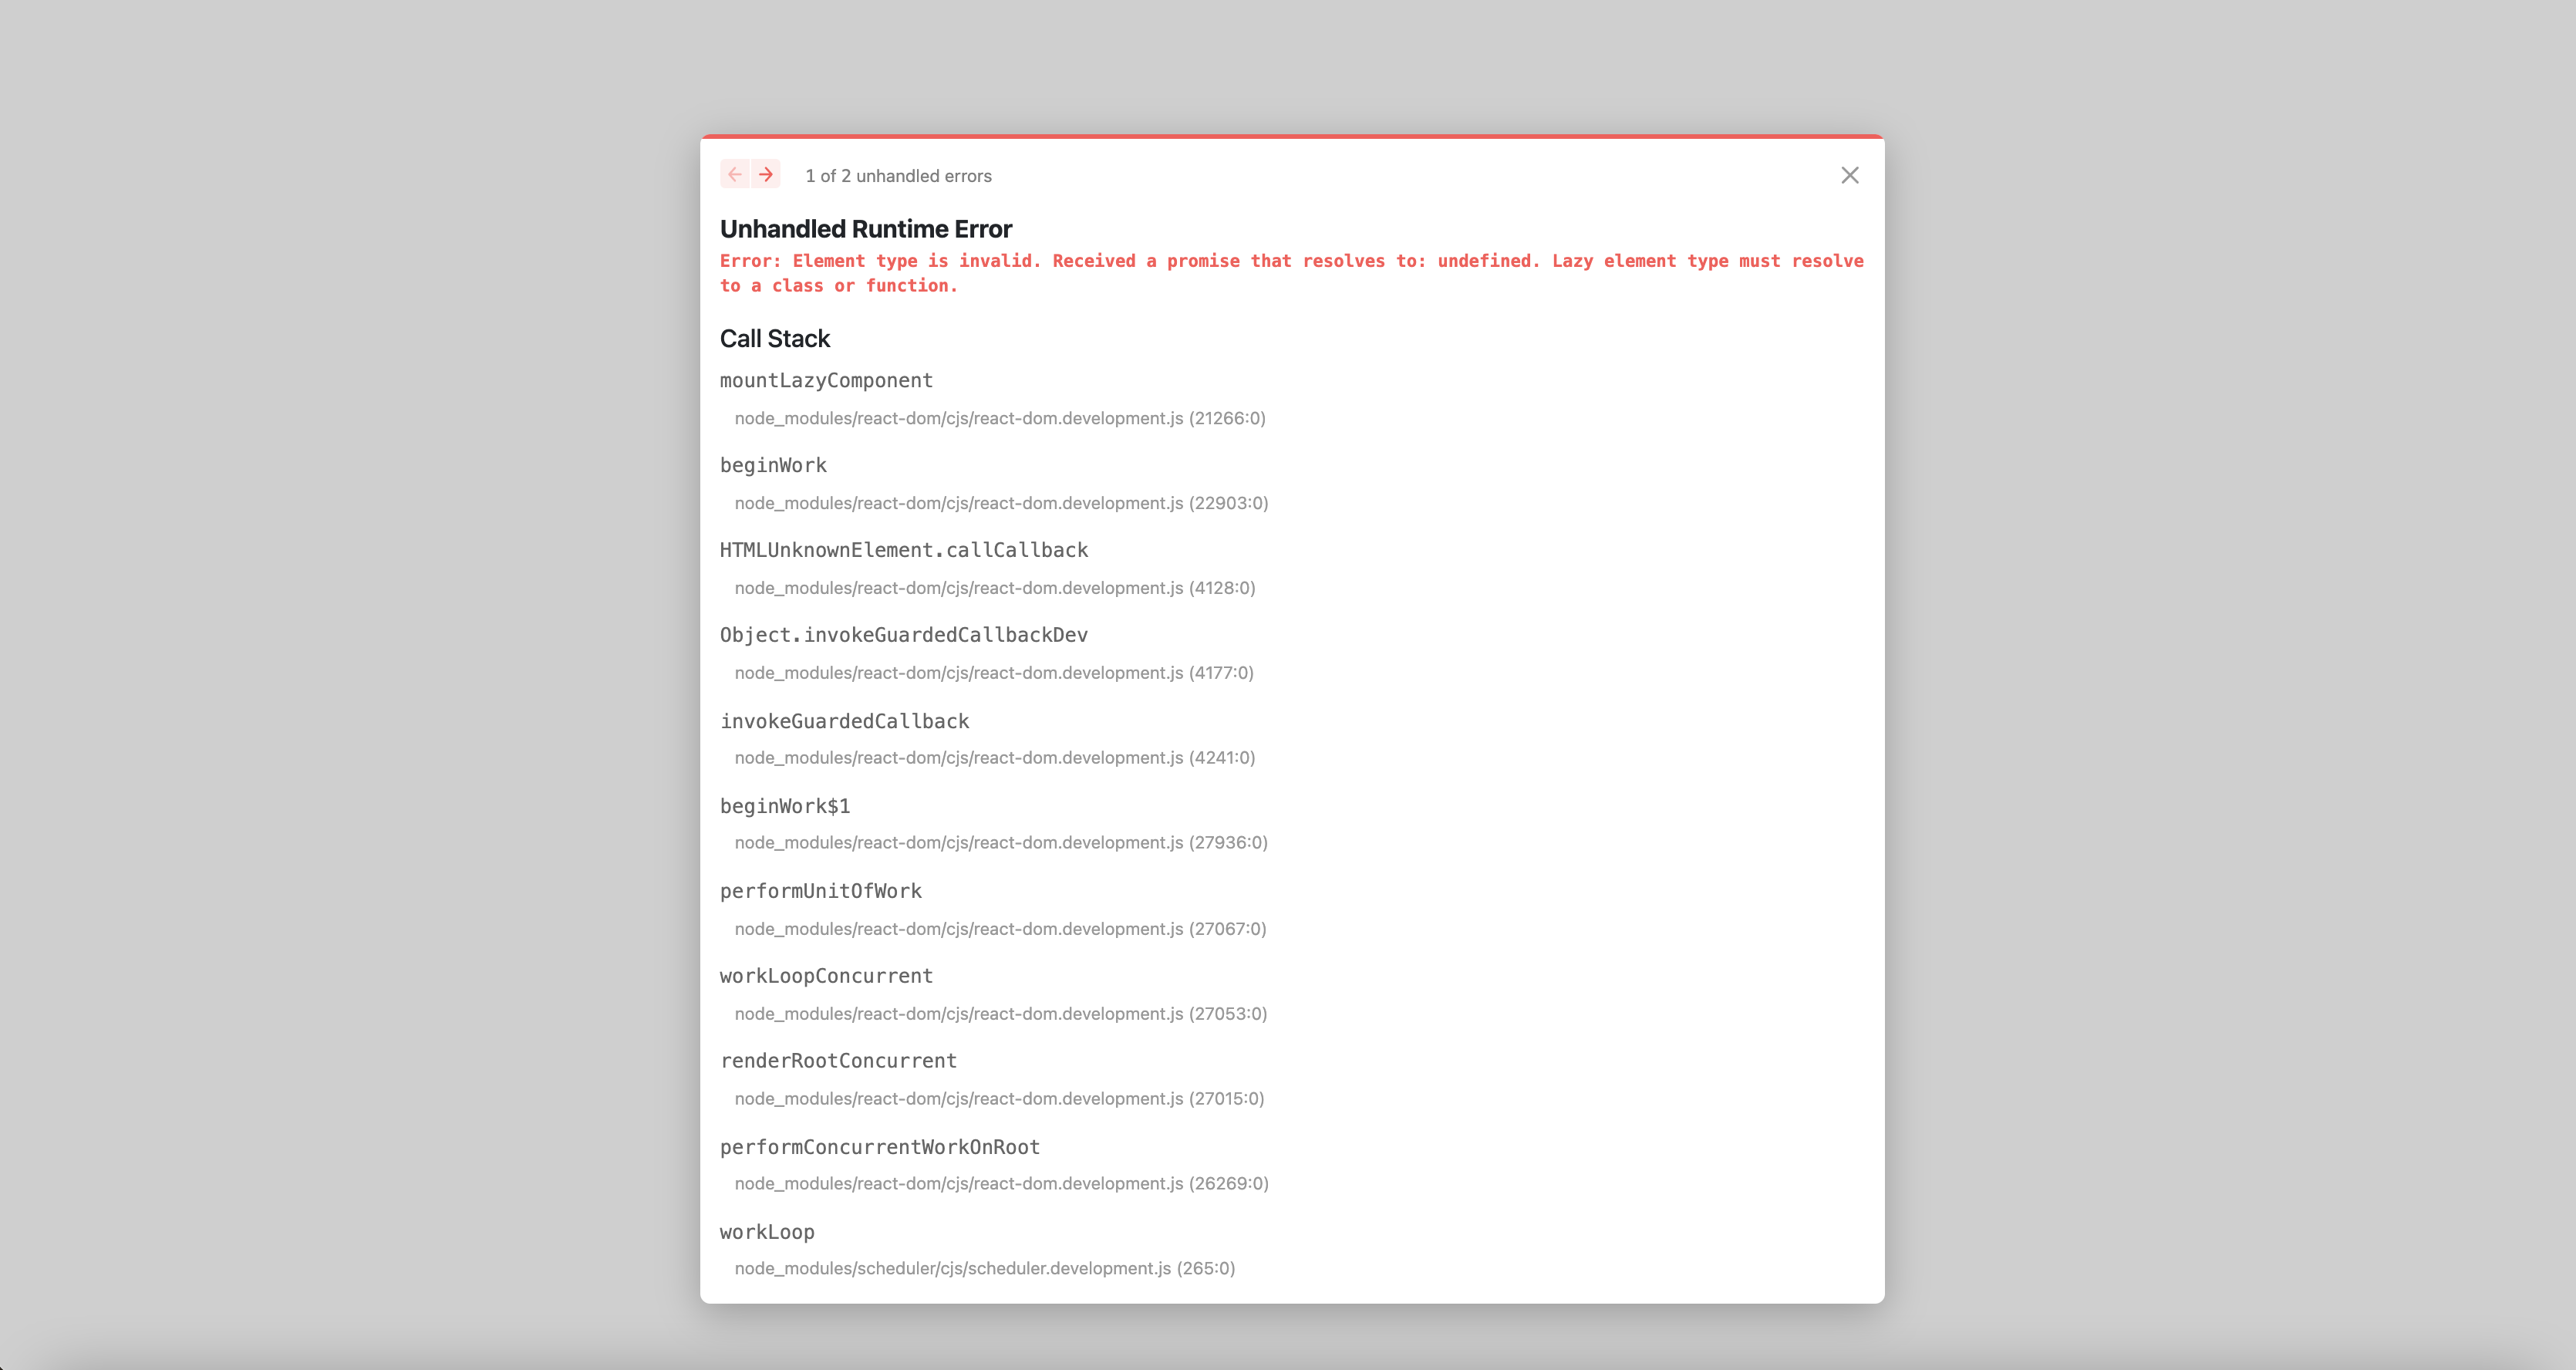 1 of 2 unhandled errors
Unhandled Runtime Error
Error: Element type is invalid. Received a promise that resolves to: undefined. Lazy element type must resolve
to a class or function.
Call Stack
mountLazyComponent
node_modules/react-dom/cjs/react-dom.development.js (21266:0)
beginWork
node_modules/react-dom/cjs/react-dom.development.js (22903:0)
HTMLUnknownElement.callCallback
node_modules/react-dom/cjs/react-dom.development.js (4128:0)
Object.invokeGuardedCallbackDev
node_modules/react-dom/cjs/react-dom.development.js (4177:0)
invokeGuardedCallback
node_modules/react-dom/cjs/react-dom.development.js (4241:0)
beginWork$1
node_modules/react-dom/cjs/react-dom.development.js (27936:0)
performUnitOfWork
node_modules/react-dom/cjs/react-dom.development.js (27067:0)
workLoopConcurrent
node_modules/react-dom/cjs/react-dom.development.js (27053:0)
renderRootConcurrent
node_modules/react-dom/cjs/react-dom.development.js (27015:0)
performConcurrentWorkOnRoot
node_modules/react-dom/cjs/react-dom.development.js (26269:0)
workLoop
node_modules/scheduler/cjs/scheduler.development.js (265:0)